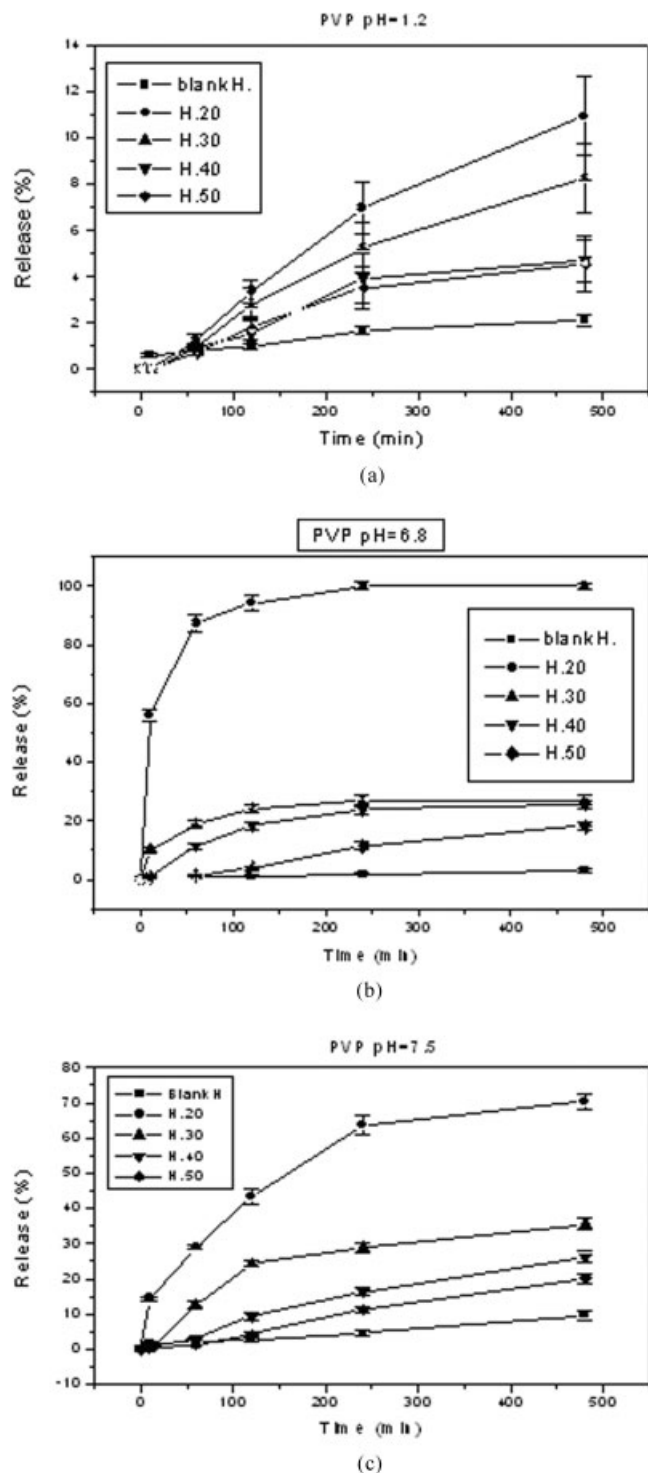 PVP pH=1.2
14
12
10
8
6
4
2
0
blank H.
H.20
H.30
H.40
H.50
Release (%)
0
100
200
300
400
500
Time (min)
(a)
PVP pH=6.8
100
80
60
40
20
0
blank H.
H.20
H.30
H.40
H.50
Release (%)
0
100
200
300
400
500
Time (min)
(b)
PVP pH=7.5
80
70
60
50
40
30
20
10
0
-10
Blank H
H.20
H.30
H.40
H.50
Release (%)
0
100
200
300
400
500
Time (min)
(c)